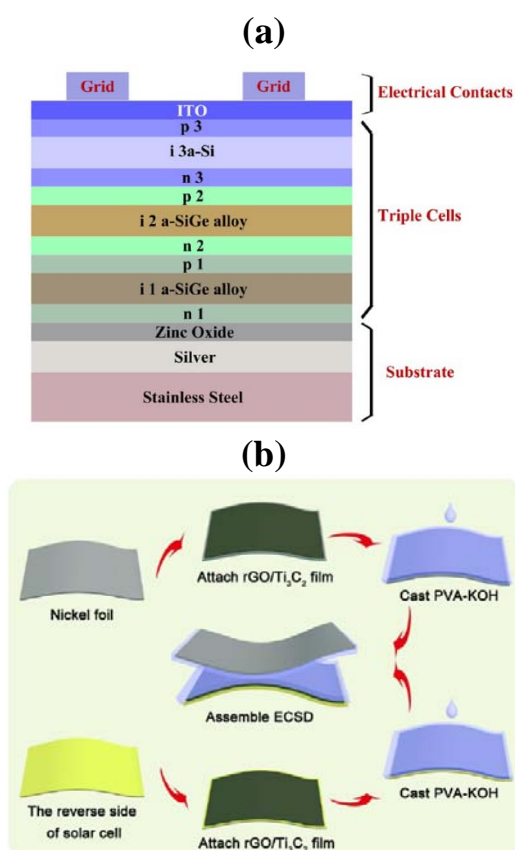 (a)
Grid
Grid
Electrical Contacts
ITO
p 3
i 3a-Si
n 3
p 2
i 2 a-SiGe alloy
Triple Cells
n 2
p 1
i 1 a-SiGe alloy
n 1
Zinc Oxide
Silver
Substrate
Stainless Steel
(b)
Nickel foil
Attach rGO/Ti₃C₂ film
Cast PVA-KOH
Assemble ECSD
The reverse side
of solar cell
Attach rGO/Ti₃C₂ film
Cast PVA-KOH